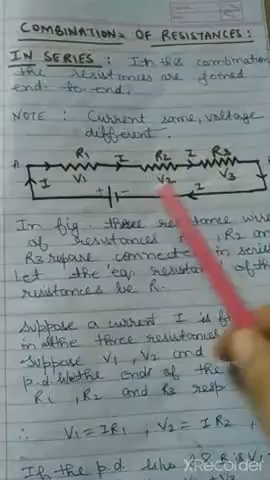 COMBINATION OF RESISTANCES:
IN SERIES: In this combination
the resistances are joined
end-to-end.
NOTE: Current same, voltage
different.
A R1 I R2 I R3
V1 V2 V3
I + - I
In fig. three resistance wire
of resistances R2 and
R3 are connected in serie
Let the eq. resistance of the
resistances be R.
Suppose a current I is f
in all the three resistance
Suppose V1, V2 and
p.d. b/w the ends of the
R1, R2 and R3 resp
∴ V1 = IR1, V2 = IR2,
If the p.d. b/w A & B is V,
XRecorder